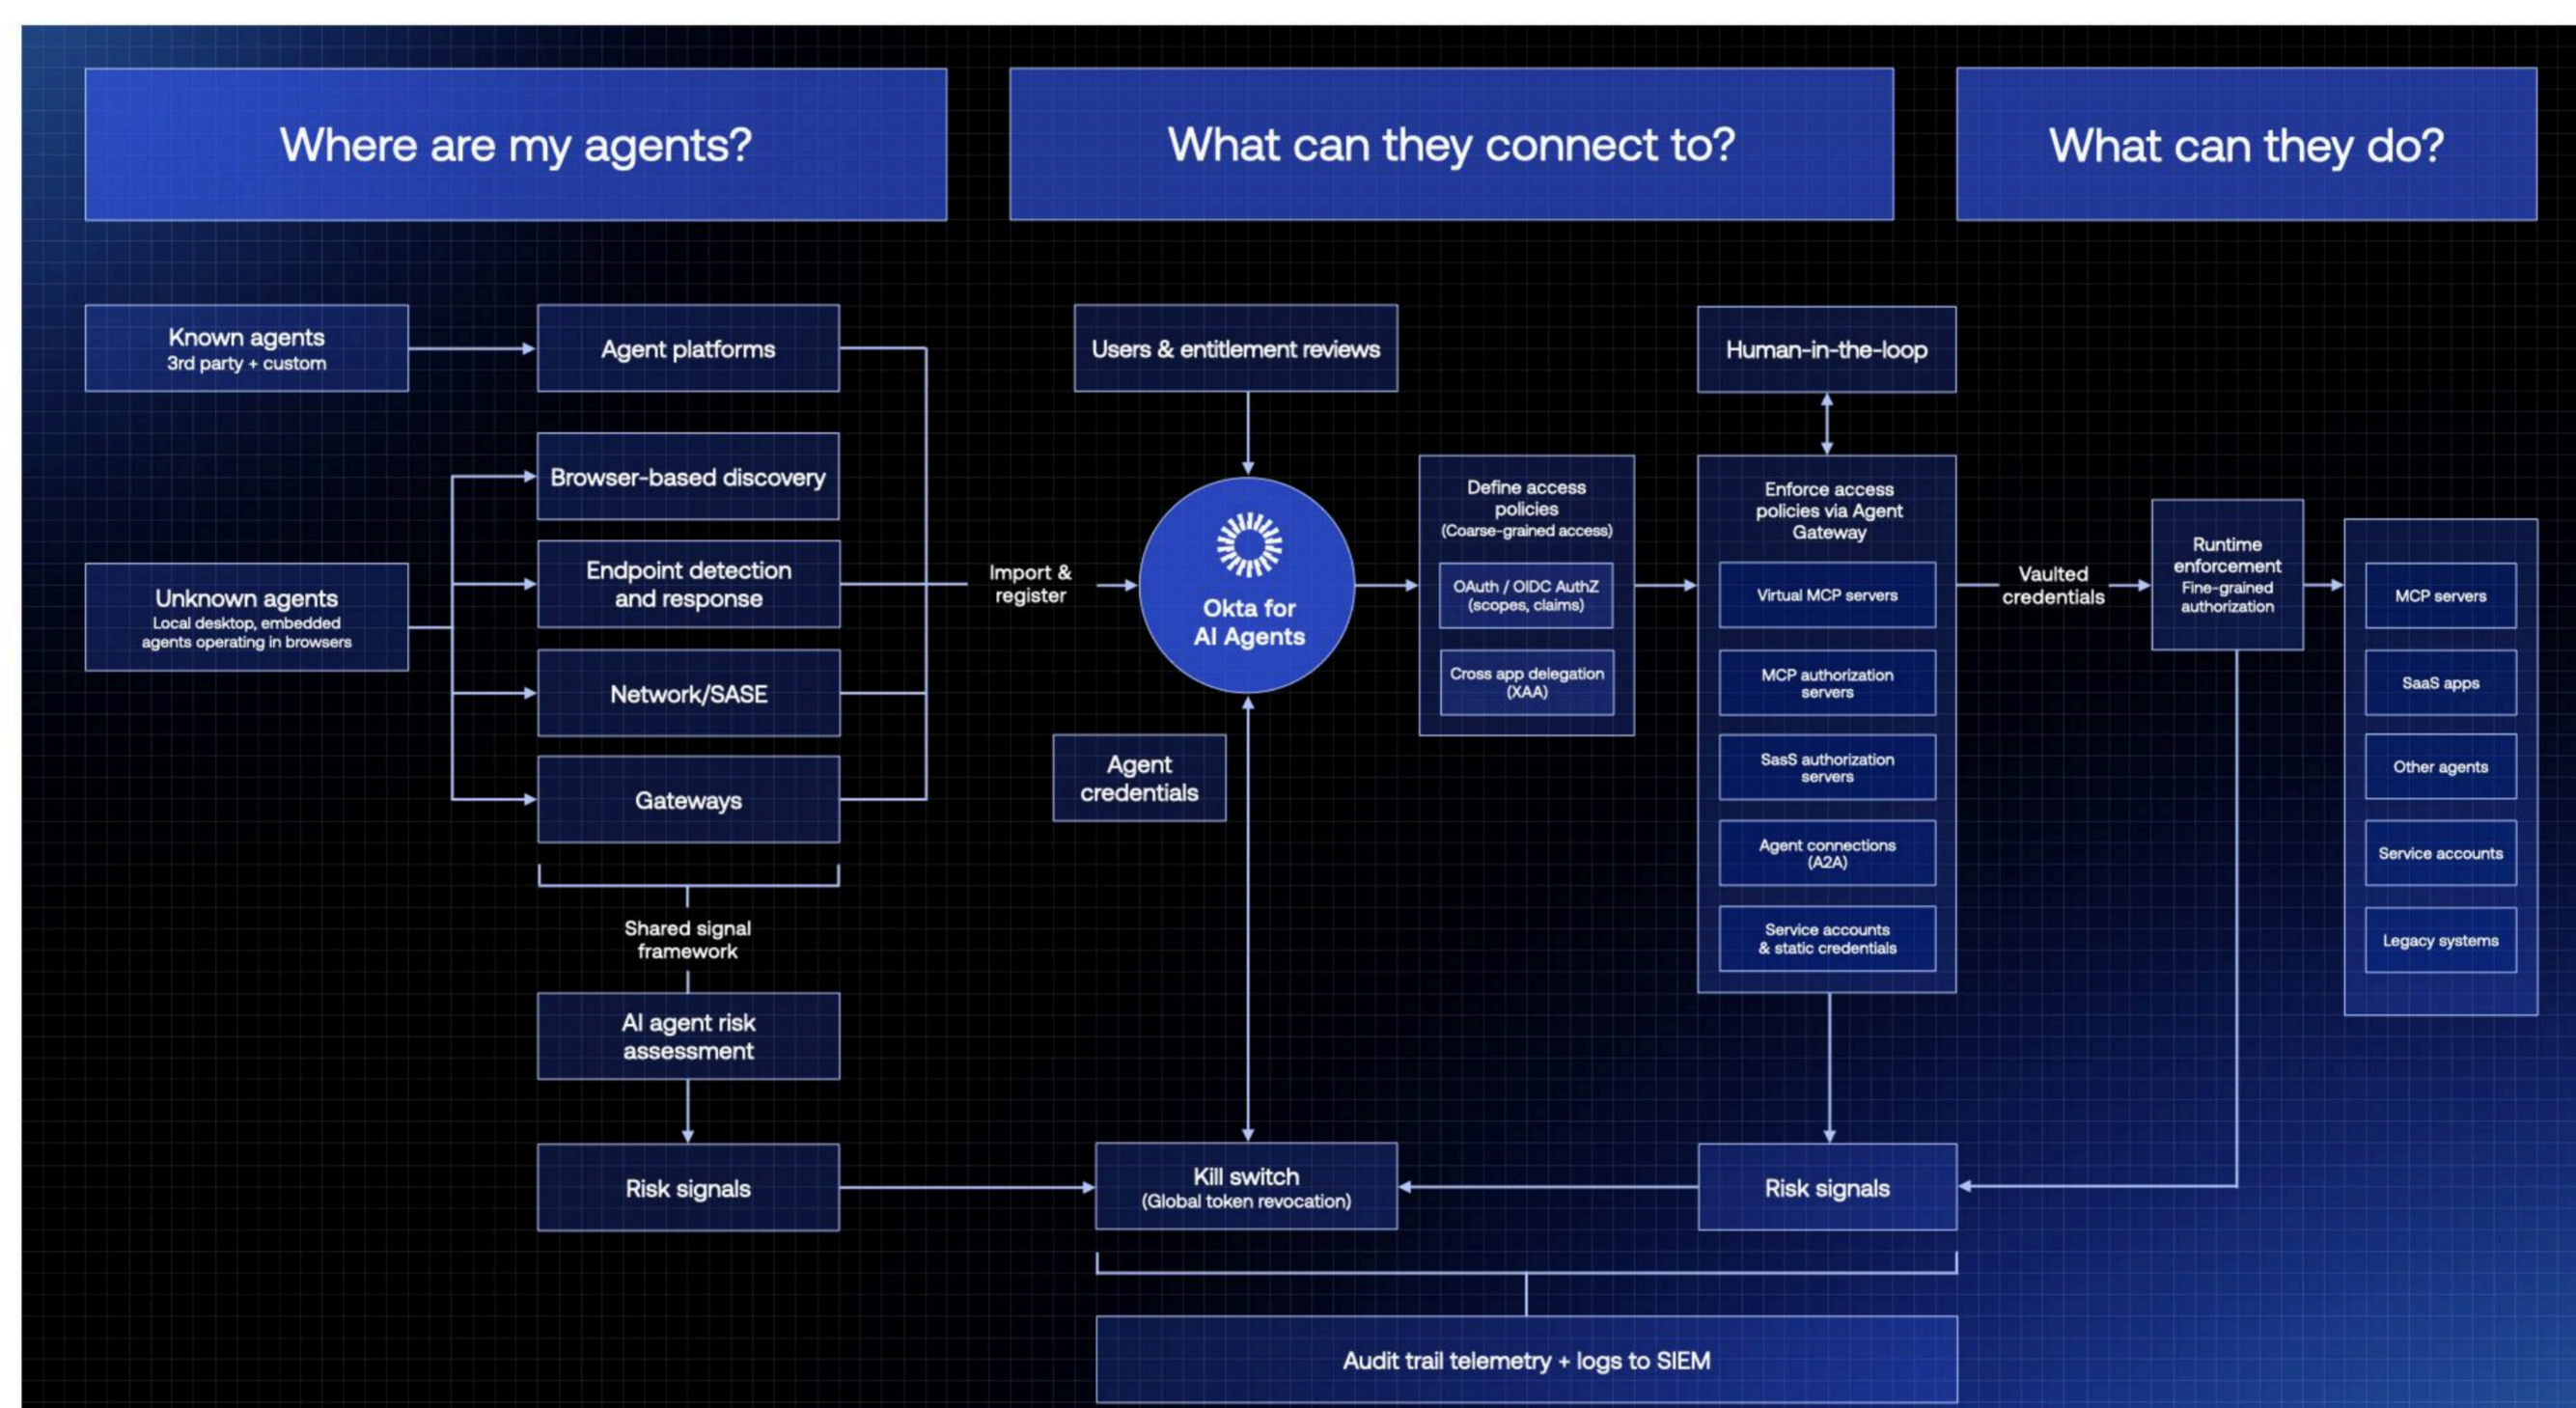 Where are my agents?
What can they connect to?
What can they do?
Known agents
3rd party + custom
Unknown agents
Local desktop, embedded
agents operating in browsers
Agent platforms
Browser-based discovery
Endpoint detection
and response
Network/SASE
Gateways
Shared signal
framework
AI agent risk
assessment
Risk signals
Import &
register
Users & entitlement reviews
Okta for
AI Agents
Agent
credentials
Kill switch
(Global token revocation)
Define access
policies
(Coarse-grained access)
OAuth / OIDC AuthZ
(scopes, claims)
Cross app delegation
(XAA)
Human-in-the-loop
Enforce access
policies via Agent
Gateway
Virtual MCP servers
MCP authorization
servers
SasS authorization
servers
Agent connections
(A2A)
Service accounts
& static credentials
Risk signals
Vaulted
credentials
Runtime
enforcement
Fine-grained
authorization
MCP servers
SaaS apps
Other agents
Service accounts
Legacy systems
Audit trail telemetry + logs to SIEM